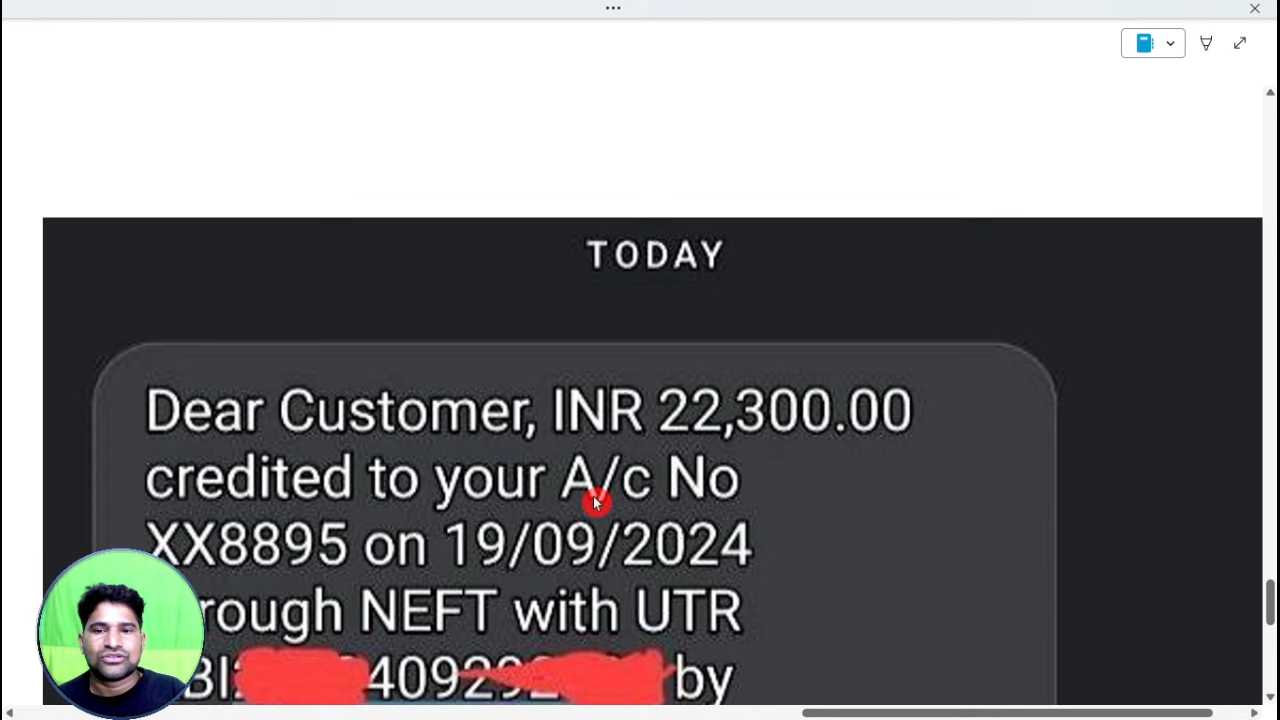 TODAY
Dear Customer, INR 22,300.00
credited to your A/c No
XX8895 on 19/09/2024
rough NEFT with UTR
by